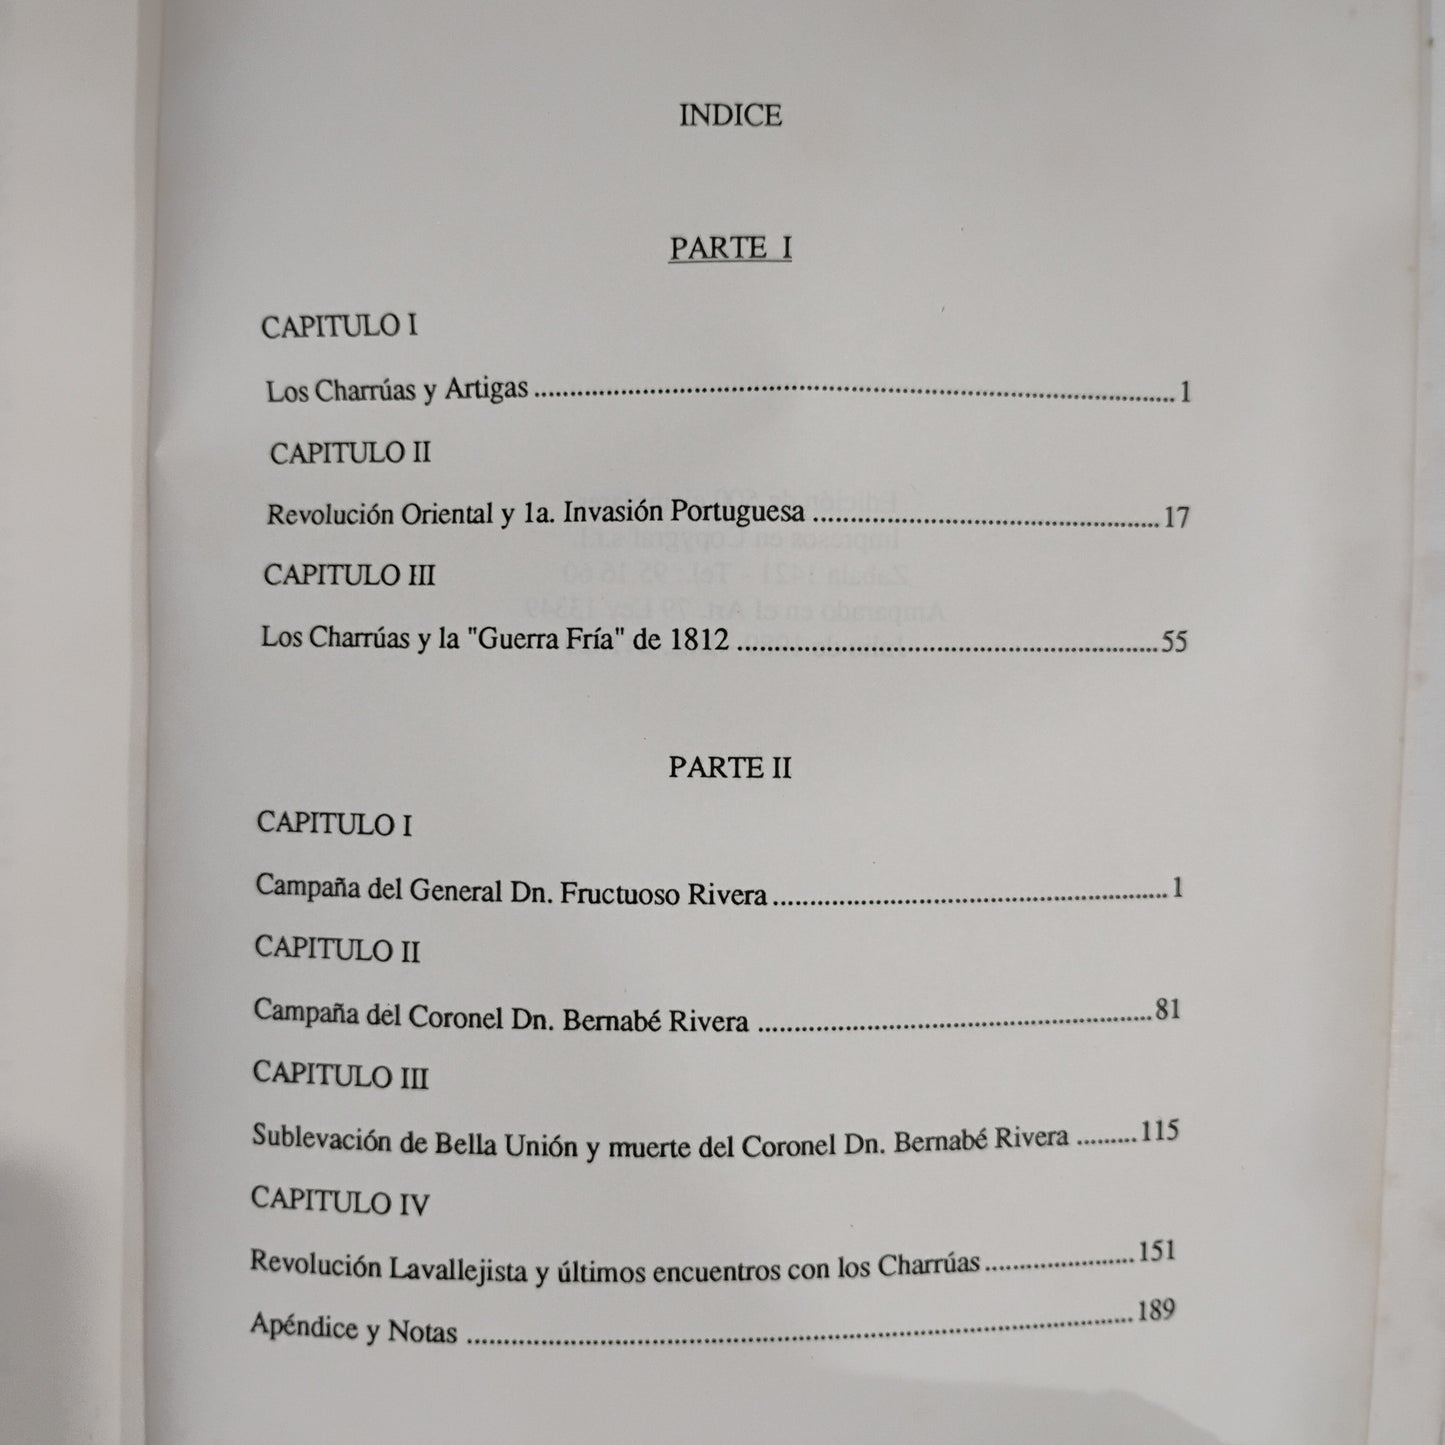 INDICE
PARTE I
CAPITULO I
Los Charrúas y Artigas ........................................ 1
CAPITULO II
Revolución Oriental y 1a. Invasión Portuguesa ........................................ 17
CAPITULO III
Los Charrúas y la "Guerra Fría" de 1812 ........................................ 55
PARTE II
CAPITULO I
Campaña del General Dn. Fructuoso Rivera ........................................ 1
CAPITULO II
Campaña del Coronel Dn. Bernabé Rivera ........................................ 81
CAPITULO III
Sublevación de Bella Unión y muerte del Coronel Dn. Bernabé Rivera ......... 115
CAPITULO IV
Revolución Lavallejista y últimos encuentros con los Charrúas ..................... 151
Apéndice y Notas ........................................ 189